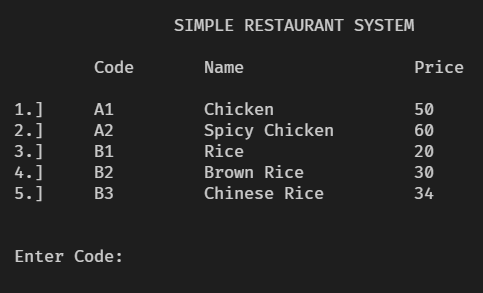 SIMPLE RESTAURANT SYSTEM
Code Name Price
1.] A1 Chicken 50
2.] A2 Spicy Chicken 60
3.] B1 Rice 20
4.] B2 Brown Rice 30
5.] B3 Chinese Rice 34
Enter Code: